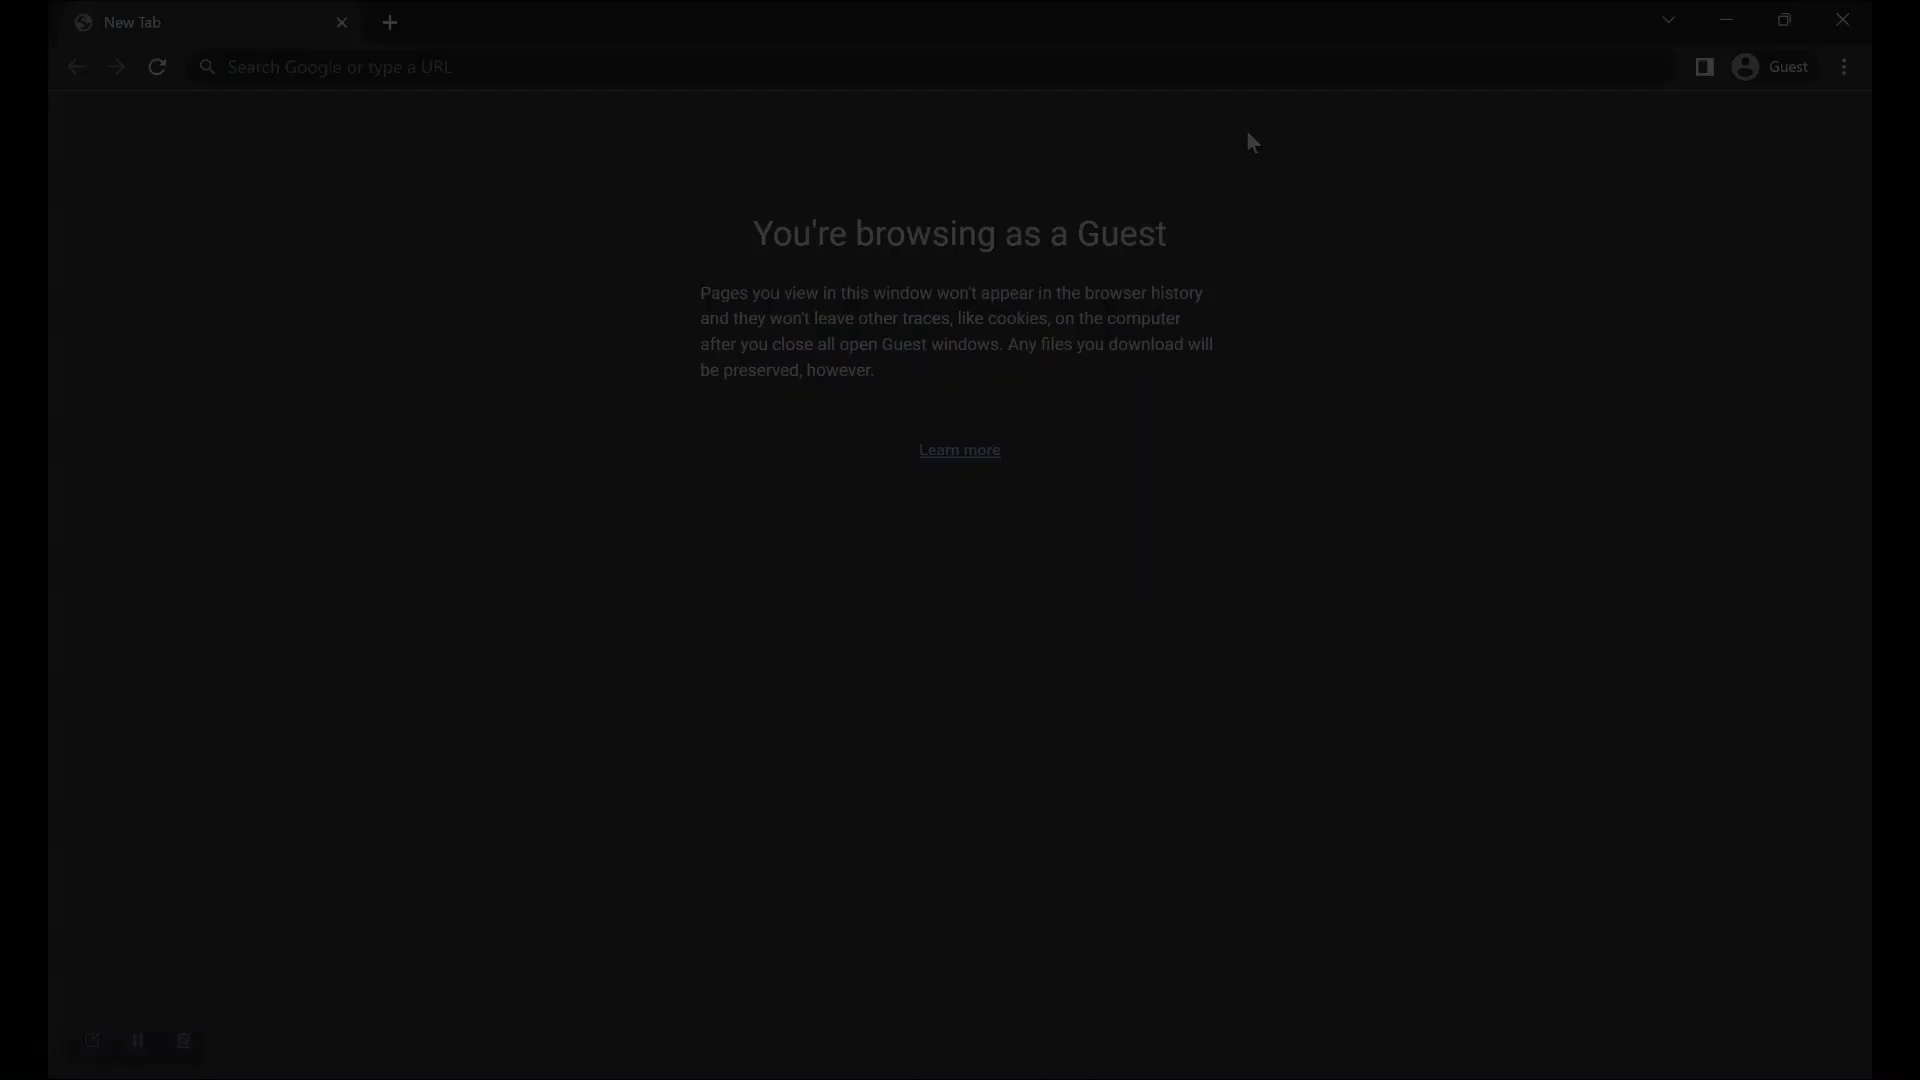 New Tab
Search Google or type a URL
Guest
You're browsing as a Guest
Pages you view in this window won't appear in the browser history
and they won't leave other traces, like cookies, on the computer
after you close all open Guest windows. Any files you download will
be preserved, however.
Learn more